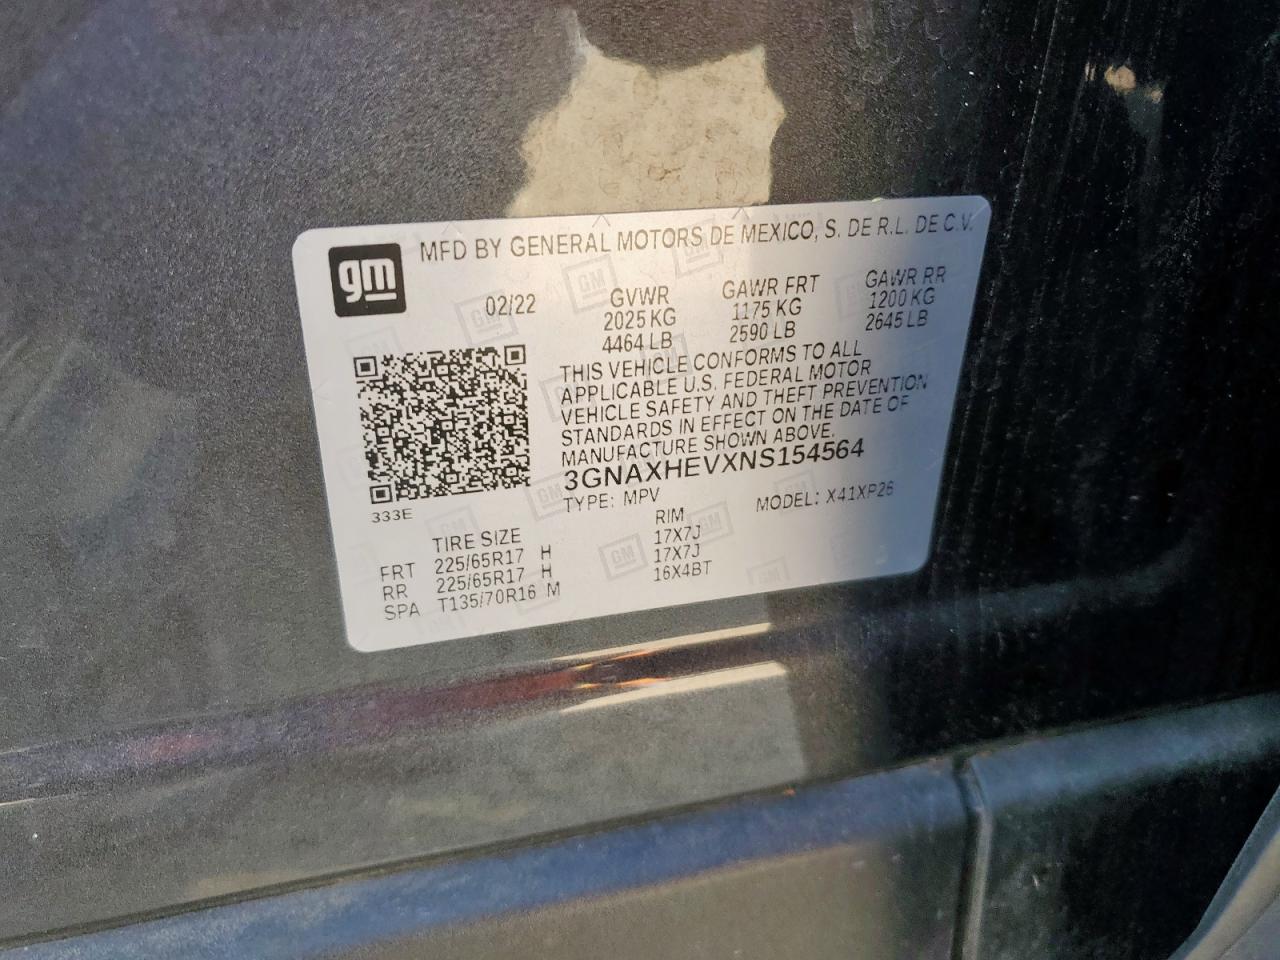 gm
MFD BY GENERAL MOTORS DE MEXICO, S. DE R.L. DE C.V.
02/22
GVWR
2025 KG
4464 LB
GAWR FRT
1175 KG
2590 LB
GAWR RR
1200 KG
2645 LB
THIS VEHICLE CONFORMS TO ALL
APPLICABLE U.S. FEDERAL MOTOR
VEHICLE SAFETY AND THEFT PREVENTION
STANDARDS IN EFFECT ON THE DATE OF
MANUFACTURE SHOWN ABOVE.
3GNAXHEVXNS154564
TYPE: MPV MODEL: X41XP26
333E
TIRE SIZE RIM
FRT 225/65R17 H 17X7J
RR 225/65R17 H 17X7J
SPA T135/70R16 M 16X4BT